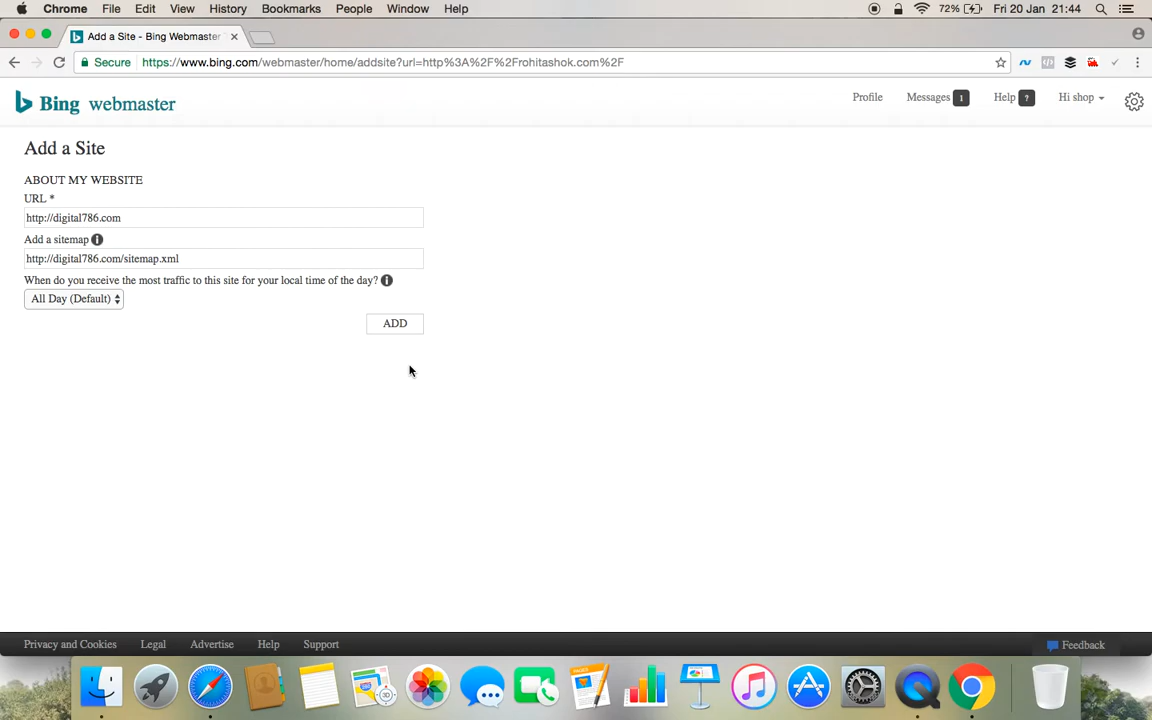 Chrome File Edit View History Bookmarks People Window Help 72% Fri 20 Jan 21:44
Add a Site - Bing Webmaster
Secure https://www.bing.com/webmaster/home/addsite?url=http%3A%2F%2Frohitashok.com%2F
Bing webmaster Profile Messages 1 Help ? Hi shop
Add a Site
ABOUT MY WEBSITE
URL *
http://digital786.com
Add a sitemap
http://digital786.com/sitemap.xml
When do you receive the most traffic to this site for your local time of the day?
All Day (Default)
ADD
Privacy and Cookies Legal Advertise Help Support Feedback